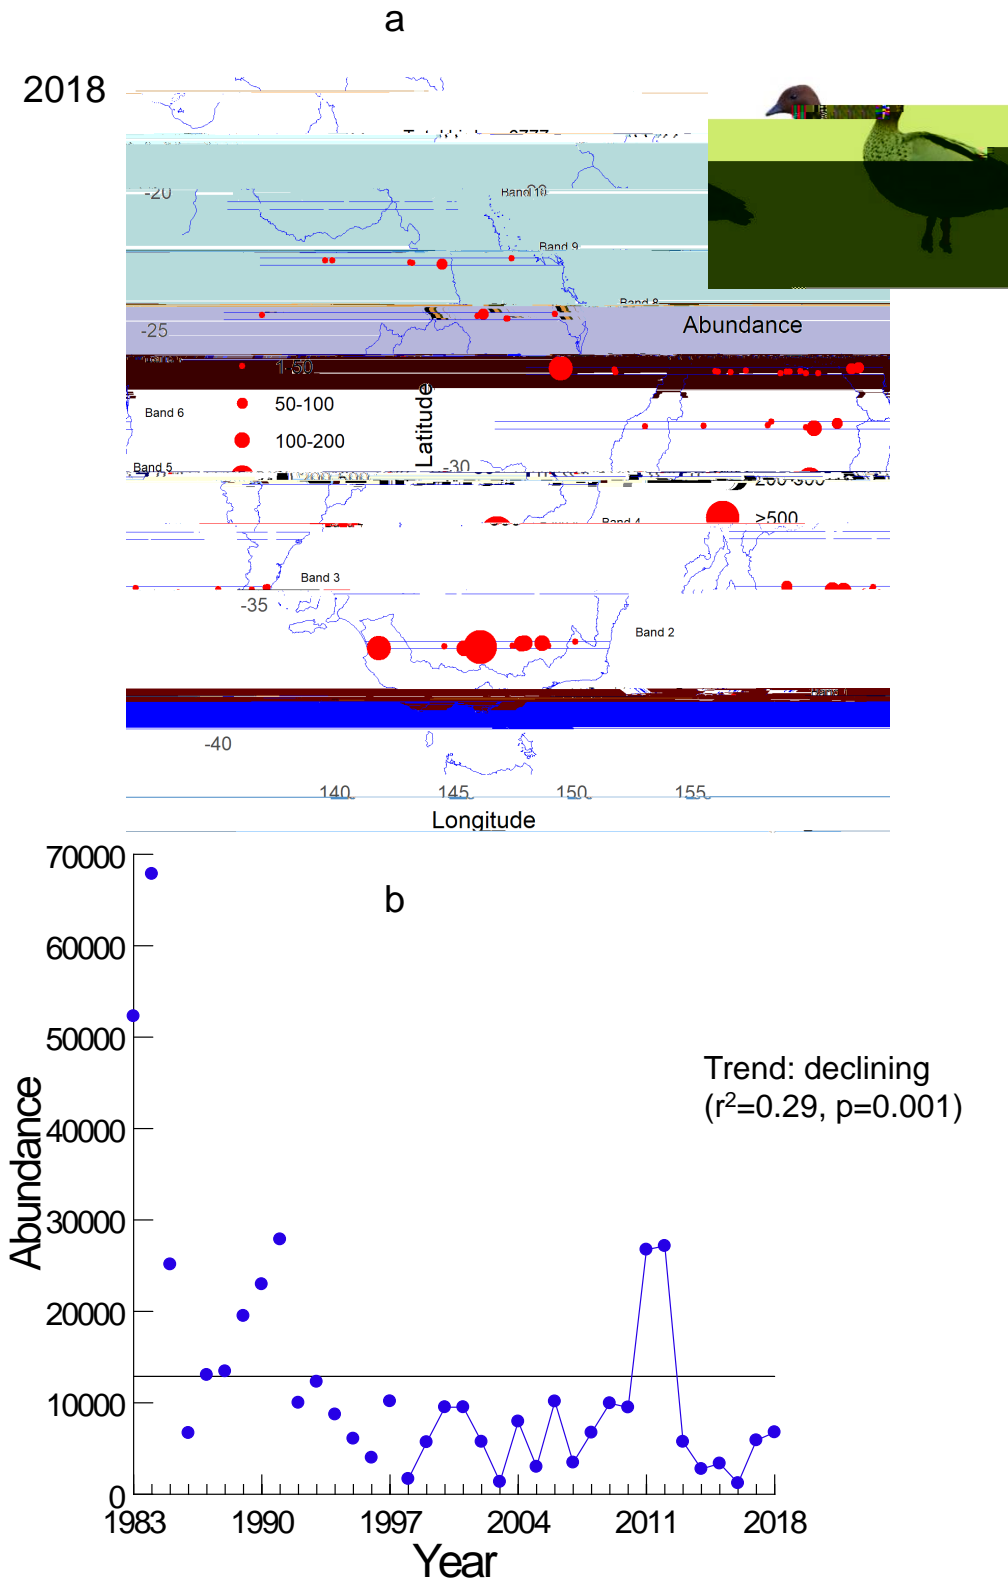 a
2018
-20
Band 10
Band 9
Band 8
-25
Abundance
1-50
Band 6
50-100
Latitude
100-200
Band 5
-30
>500
Band 4
Band 3
-35
Band 2
-40
140 145 150 155
Longitude
b
70000
60000
50000
40000
30000
20000
10000
0
Abundance
Trend: declining
(r²=0.29, p=0.001)
1983 1990 1997 2004 2011 2018
Year